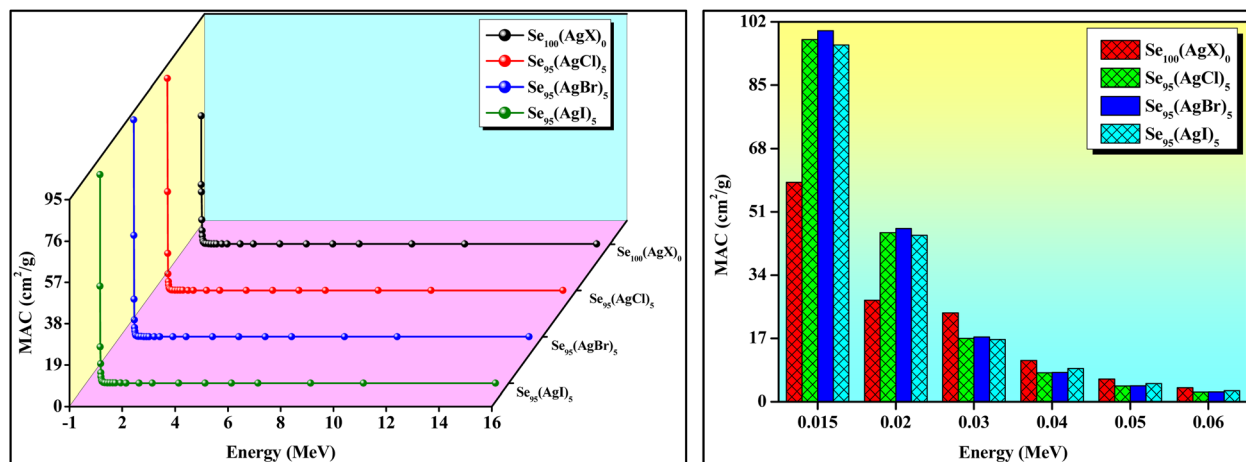 Se₁₀₀(AgX)₀
Se₉₅(AgCl)₅
Se₉₅(AgBr)₅
Se₉₅(AgI)₅
MAC (cm²/g)
95
76
57
38
19
0
-1 2 4 6 8 10 12 14 16
Energy (MeV)
Se₁₀₀(AgX)₀
Se₉₅(AgCl)₅
Se₉₅(AgBr)₅
Se₉₅(AgI)₅
Se₁₀₀(AgX)₀
Se₉₅(AgCl)₅
Se₉₅(AgBr)₅
Se₉₅(AgI)₅
MAC (cm²/g)
102
85
68
51
34
17
0
0.015 0.02 0.03 0.04 0.05 0.06
Energy (MeV)